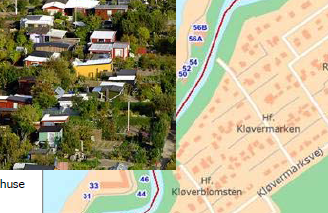 56B
56A
54
52
50
R
Hf.
Kløvermarken
Kløvermarksvej
Hf.
Kløverblomsten
huse
33
31
46
44